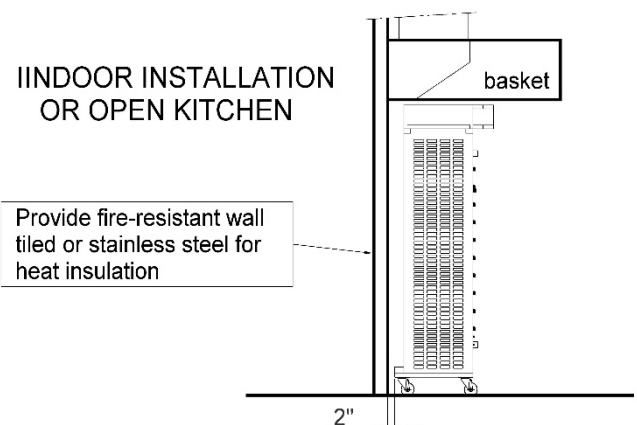 IINDOOR INSTALLATION
OR OPEN KITCHEN
basket
Provide fire-resistant wall
tiled or stainless steel for
heat insulation
2"